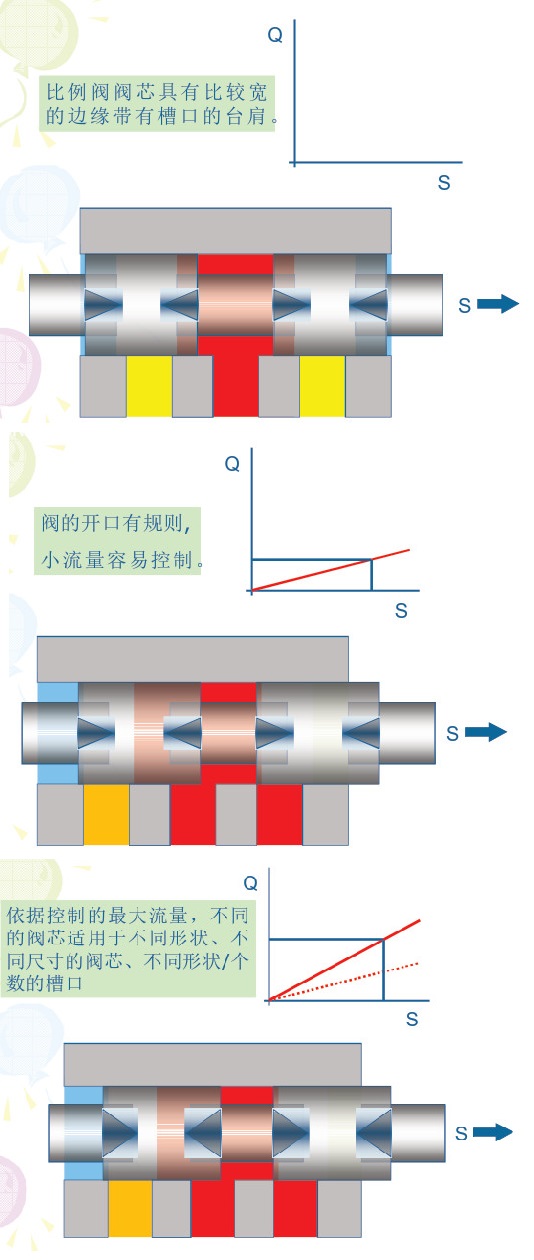 Q
比例阀阀芯具有比较宽
的边缘带有槽口的台肩。
S
S
Q
阀的开口有规则,
小流量容易控制。
S
S
Q
依据控制的最大流量，不同
的阀芯适用于不同形状、不
同尺寸的阀芯、不同形状/个
数的槽口
S
S